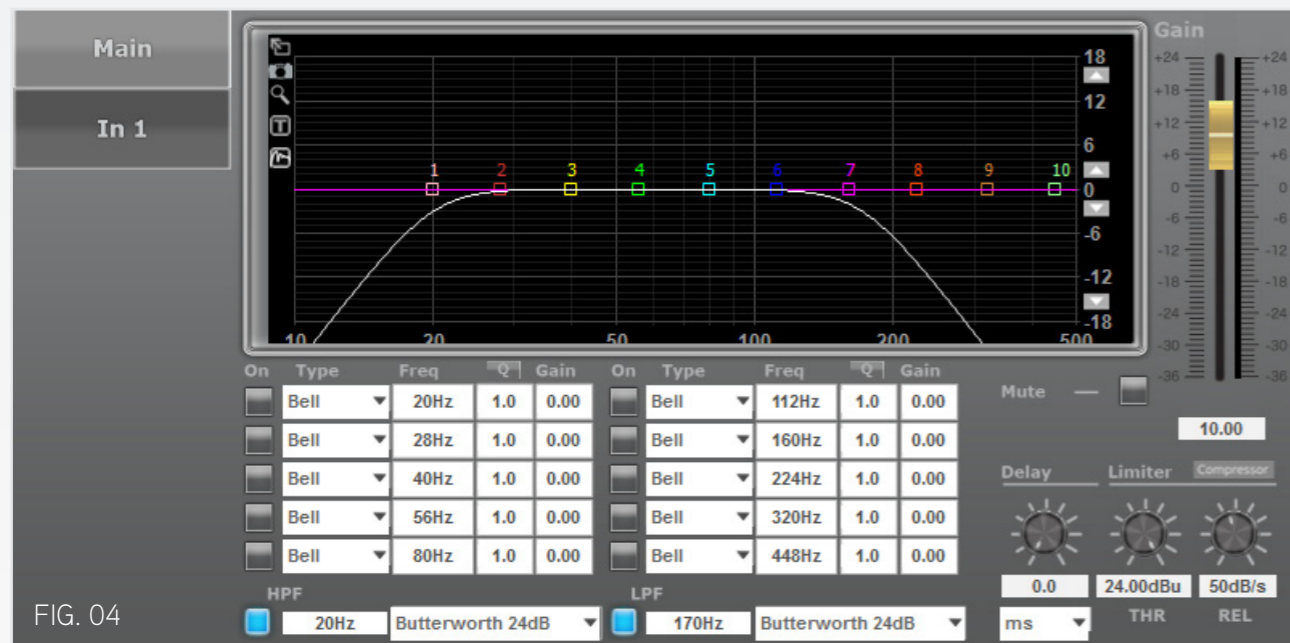 Main
In 1
FIG. 04
1 2 3 4 5 6 7 8 9 10
18
12
6
0
-6
-12
-18
10 20 50 100 200 500
Gain
+24 +24
+18 +18
+12 +12
+6 +6
0 0
-6 -6
-12 -12
-18 -18
-24 -24
-30 -30
-36 -36
On Type Freq Q Gain On Type Freq Q Gain
Bell 20Hz 1.0 0.00 Bell 112Hz 1.0 0.00
Bell 28Hz 1.0 0.00 Bell 160Hz 1.0 0.00
Bell 40Hz 1.0 0.00 Bell 224Hz 1.0 0.00
Bell 56Hz 1.0 0.00 Bell 320Hz 1.0 0.00
Bell 80Hz 1.0 0.00 Bell 448Hz 1.0 0.00
HPF LPF
20Hz Butterworth 24dB 170Hz Butterworth 24dB
Mute
10.00
Delay Limiter Compressor
0.0 24.00dBu 50dB/s
ms THR REL